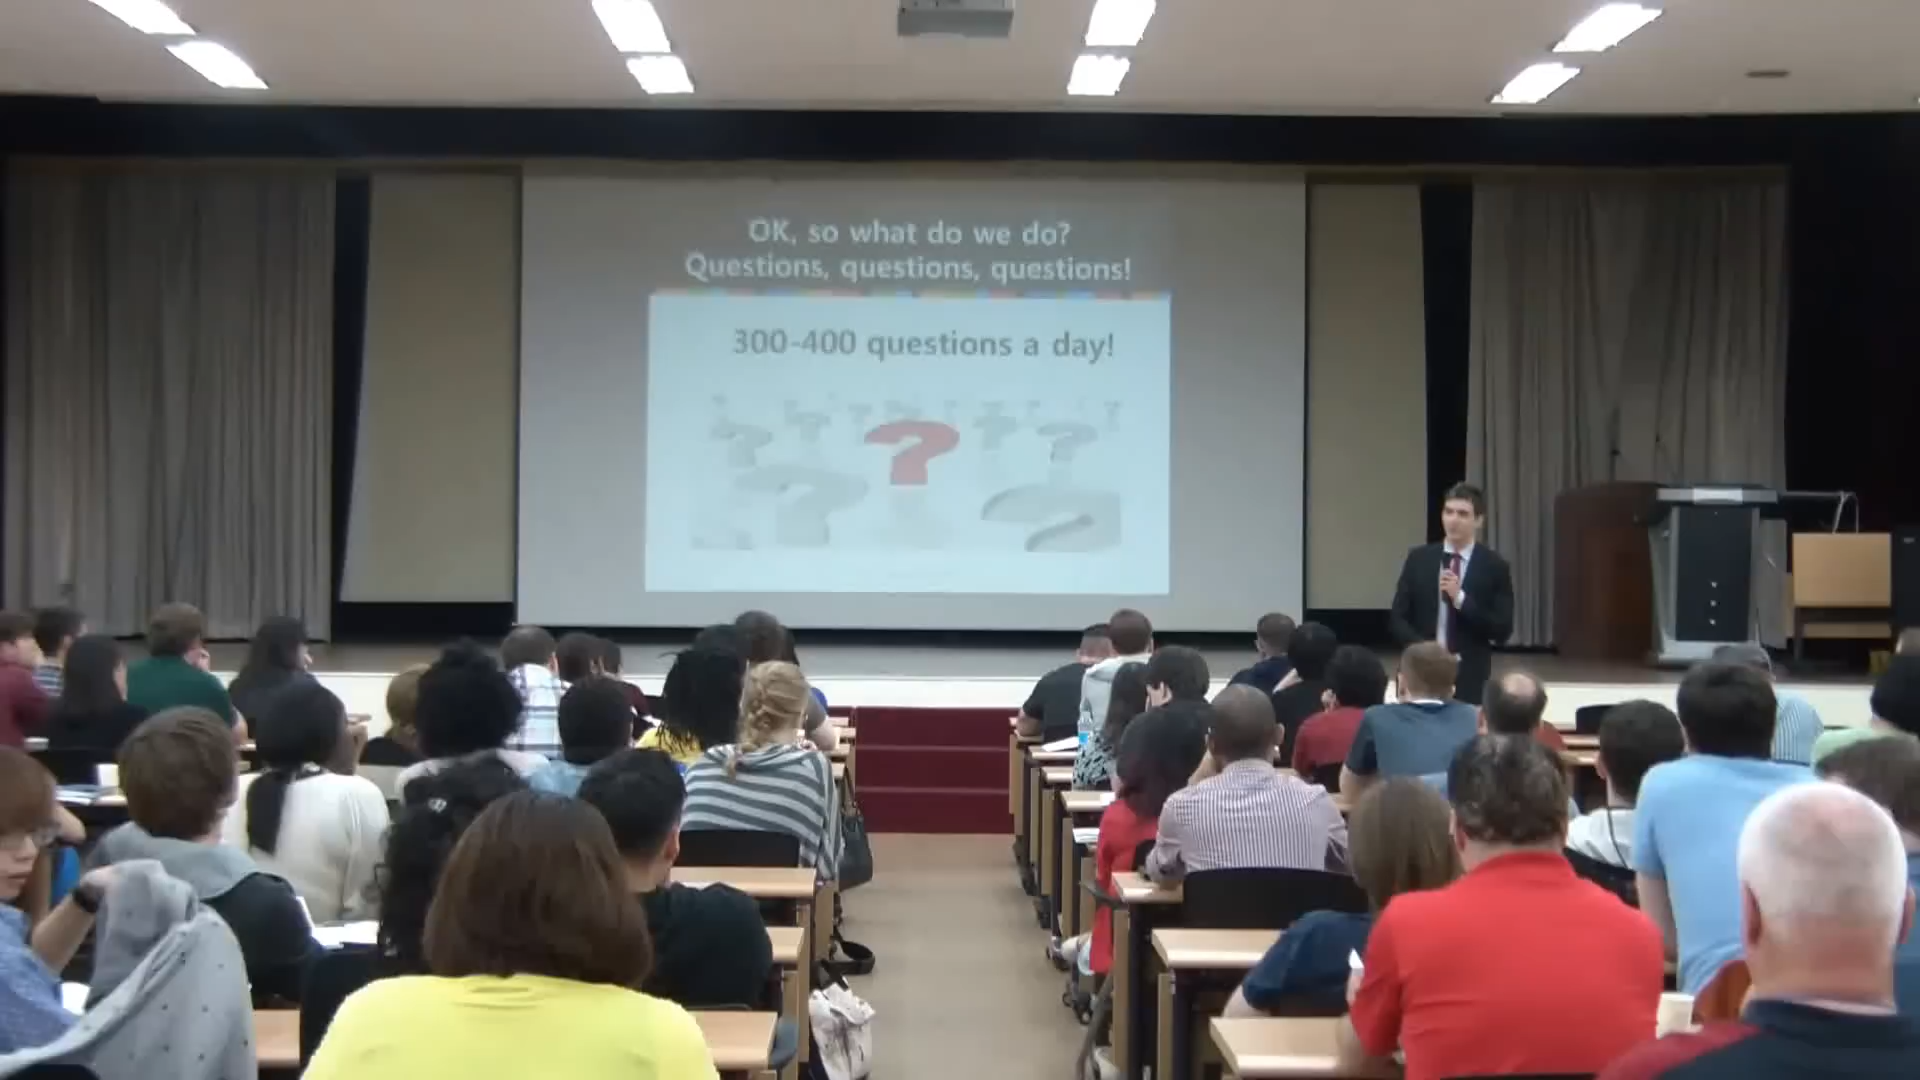 OK, so what do we do?
Questions, questions, questions!
300-400 questions a day!